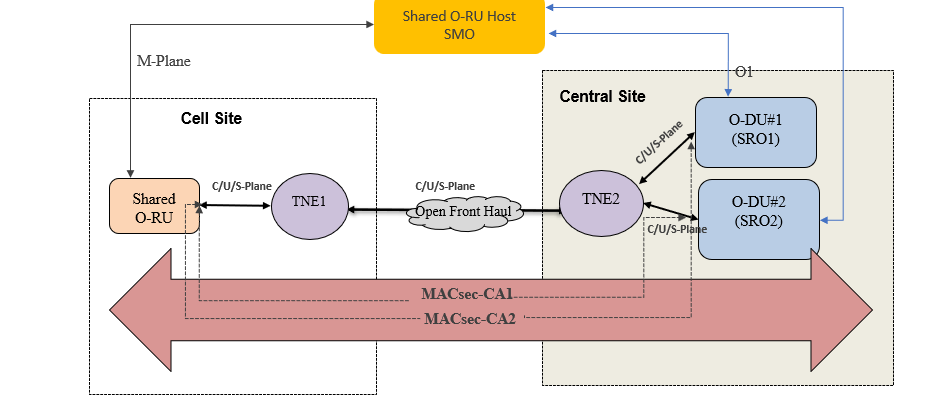 Shared O-RU Host
SMO
M-Plane
O1
Cell Site
Central Site
O-DU#1
(SRO1)
C/U/S-Plane
C/U/S-Plane
C/U/S-Plane
Shared
O-RU
TNE1
Open Front Haul
TNE2
O-DU#2
(SRO2)
C/U/S-Plane
MACsec-CA1
MACsec-CA2